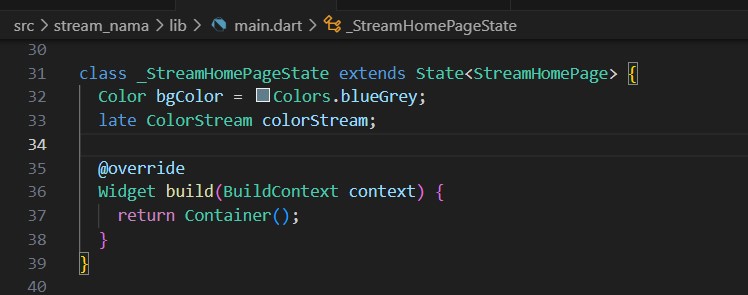 src > stream_nama > lib > main.dart > _StreamHomePageState
30
31 class _StreamHomePageState extends State<StreamHomePage> {
32   Color bgColor = Colors.blueGrey;
33   late ColorStream colorStream;
34
35   @override
36   Widget build(BuildContext context) {
37     return Container();
38   }
39 }
40